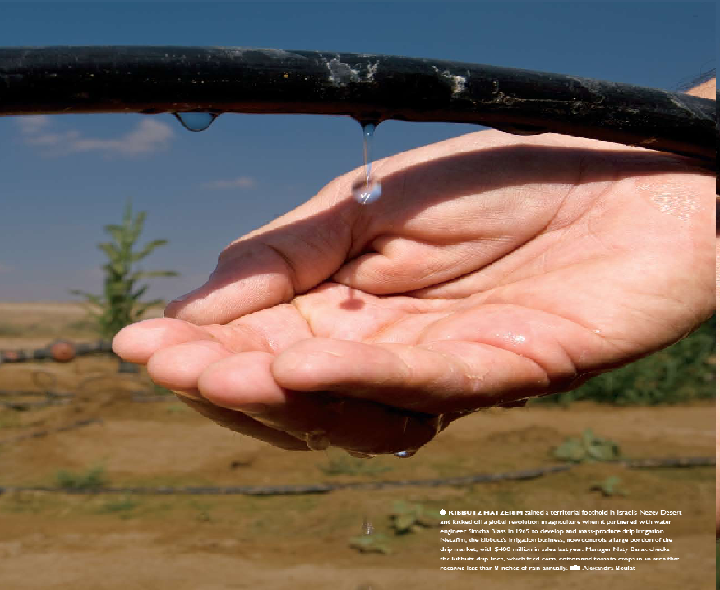 KIBBUTZ HATZERIM gained a territorial foothold in Israel's Negev Desert
and kicked off a global revolution in agriculture when it partnered with water
engineer Simcha Blass in 1965 to develop and mass-produce drip irrigation.
Netafim, the kibbutz's irrigation business, now controls a large portion of the
drip market, with $400 million in sales last year. Manager Naty Barak checks
the kibbutz drip lines, which feed corn, cotton and tomato crops in an area that
receives less than 8 inches of rain annually. Alexandra Boulat